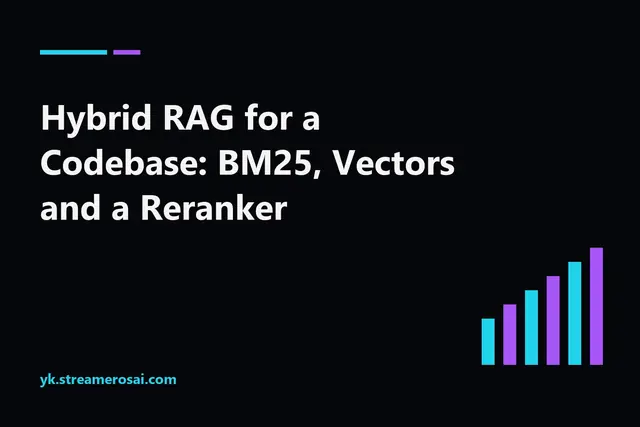 Hybrid RAG for a
Codebase: BM25, Vectors
and a Reranker
yk.streamerosai.com